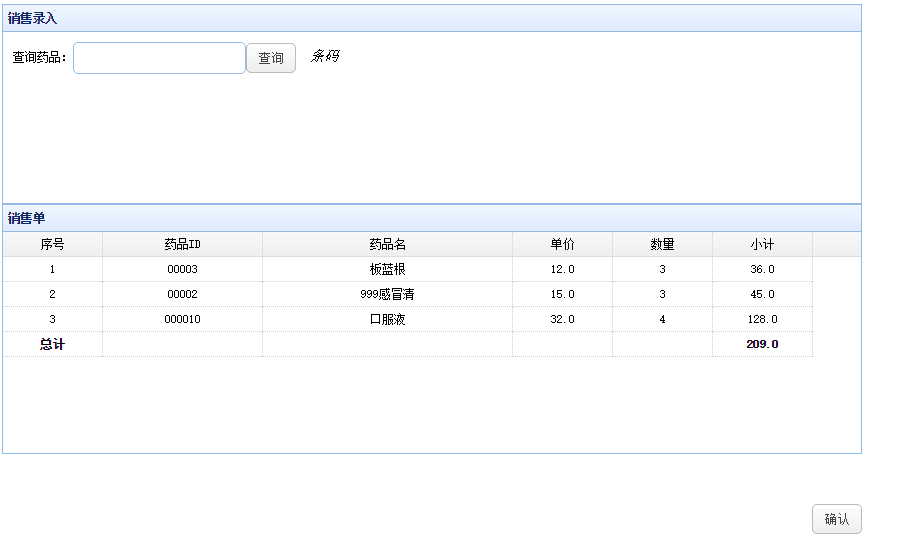 销售录入
查询药品: 查询 条码
销售单
序号 药品ID 药品名 单价 数量 小计
1 00003 板蓝根 12.0 3 36.0
2 00002 999感冒清 15.0 3 45.0
3 000010 口服液 32.0 4 128.0
总计 209.0
确认